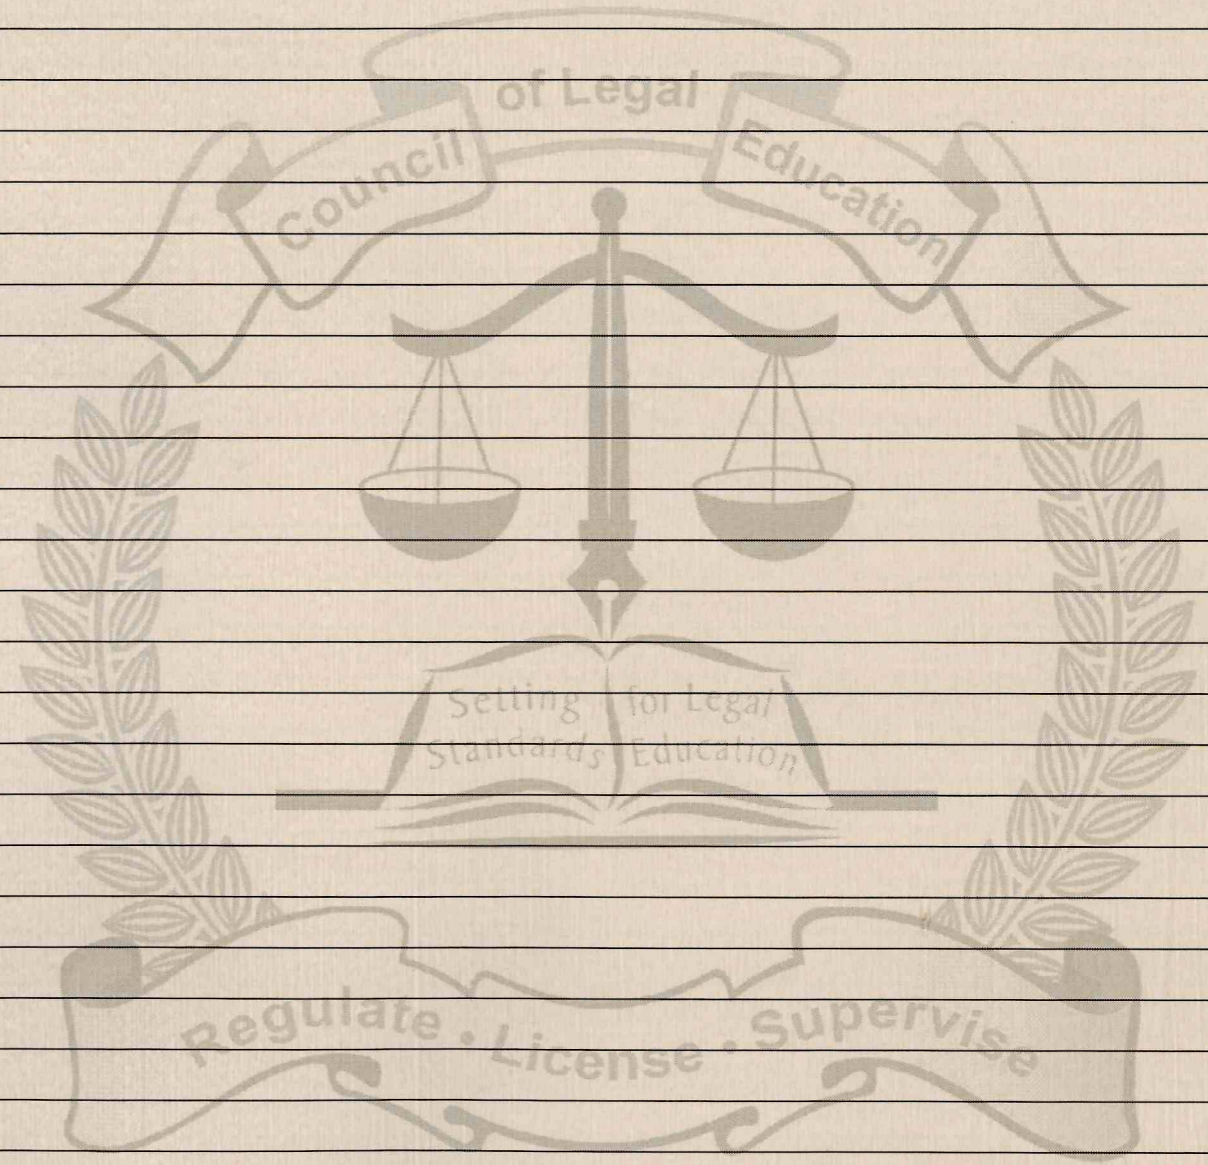 Council of Legal Education
Setting for Legal
Standards Education
Regulate • License • Supervise